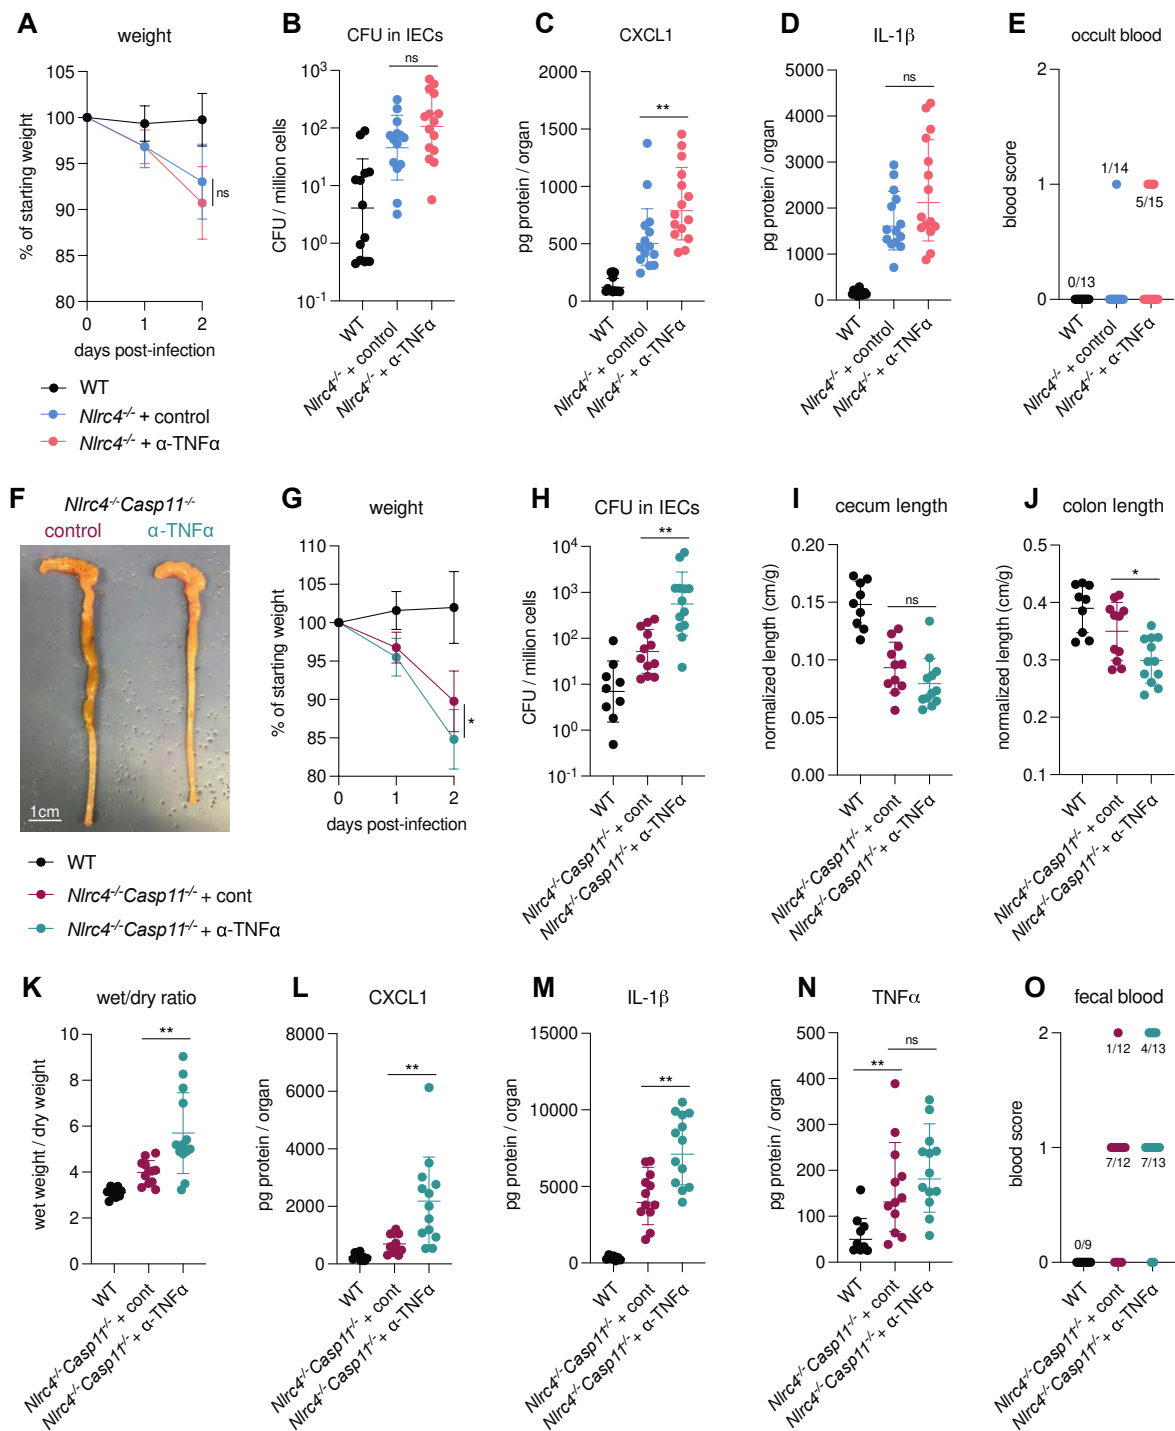 A
weight
% of starting weight
105
100
95
90
85
80
0
1
2
ns
days post-infection
WT
Nlrc4-/- + control
Nlrc4-/- + α-TNFα
B
CFU in IECs
ns
CFU / million cells
10³
10²
10¹
10⁰
10⁻¹
WT
Nlrc4-/- + control
Nlrc4-/- + α-TNFα
C
CXCL1
**
pg protein / organ
2000
1500
1000
500
0
WT
Nlrc4-/- + control
Nlrc4-/- + α-TNFα
D
IL-1β
ns
pg protein / organ
5000
4000
3000
2000
1000
0
WT
Nlrc4-/- + control
Nlrc4-/- + α-TNFα
E
occult blood
blood score
2
1
0
0/13
1/14
5/15
WT
Nlrc4-/- + control
Nlrc4-/- + α-TNFα
F
Nlrc4-/-Casp11-/-
control
α-TNFα
1cm
WT
Nlrc4-/-Casp11-/- + cont
Nlrc4-/-Casp11-/- + α-TNFα
G
weight
% of starting weight
110
105
100
95
90
85
80
0
1
2
*
days post-infection
H
CFU in IECs
**
CFU / million cells
10⁴
10³
10²
10¹
10⁰
10⁻¹
WT
Nlrc4-/-Casp11-/- + cont
Nlrc4-/-Casp11-/- + α-TNFα
I
cecum length
ns
normalized length (cm/g)
0.20
0.15
0.10
0.05
0.00
WT
Nlrc4-/-Casp11-/- + cont
Nlrc4-/-Casp11-/- + α-TNFα
J
colon length
*
normalized length (cm/g)
0.5
0.4
0.3
0.2
0.1
WT
Nlrc4-/-Casp11-/- + cont
Nlrc4-/-Casp11-/- + α-TNFα
K
wet/dry ratio
**
wet weight / dry weight
10
8
6
4
2
0
WT
Nlrc4-/-Casp11-/- + cont
Nlrc4-/-Casp11-/- + α-TNFα
L
CXCL1
**
pg protein / organ
8000
6000
4000
2000
0
WT
Nlrc4-/-Casp11-/- + cont
Nlrc4-/-Casp11-/- + α-TNFα
M
IL-1β
**
pg protein / organ
15000
10000
5000
0
WT
Nlrc4-/-Casp11-/- + cont
Nlrc4-/-Casp11-/- + α-TNFα
N
TNFα
ns
**
pg protein / organ
500
400
300
200
100
0
WT
Nlrc4-/-Casp11-/- + cont
Nlrc4-/-Casp11-/- + α-TNFα
O
fecal blood
blood score
2
1
0
1/12
4/13
7/12
7/13
0/9
WT
Nlrc4-/-Casp11-/- + cont
Nlrc4-/-Casp11-/- + α-TNFα